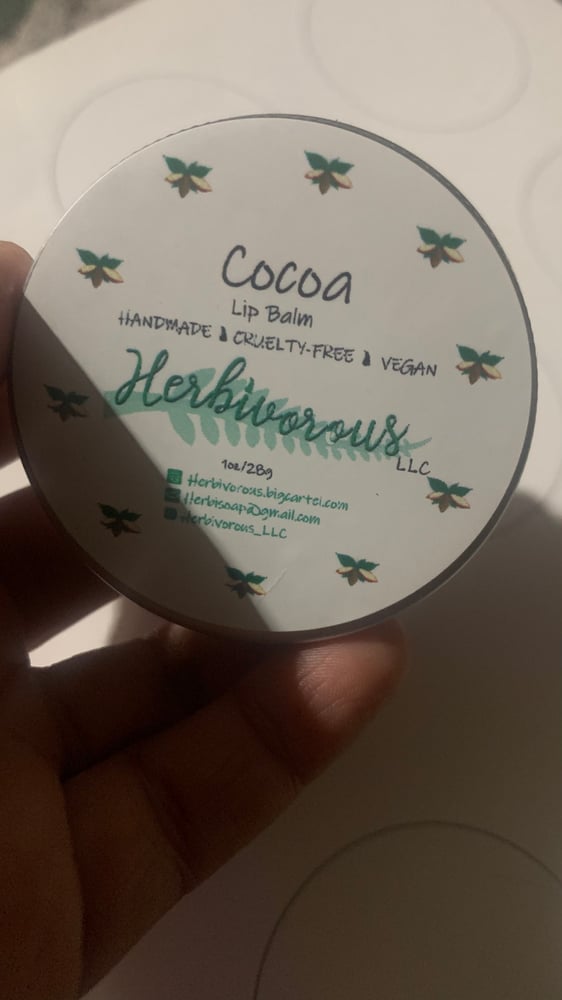 Cocoa
Lip Balm
HANDMADE CRUELTY-FREE VEGAN
Herbivorous
LLC
1oz/28g
Herbivorous.bigcartel.com
Herbisoap@gmail.com
Herbivorous_LLC